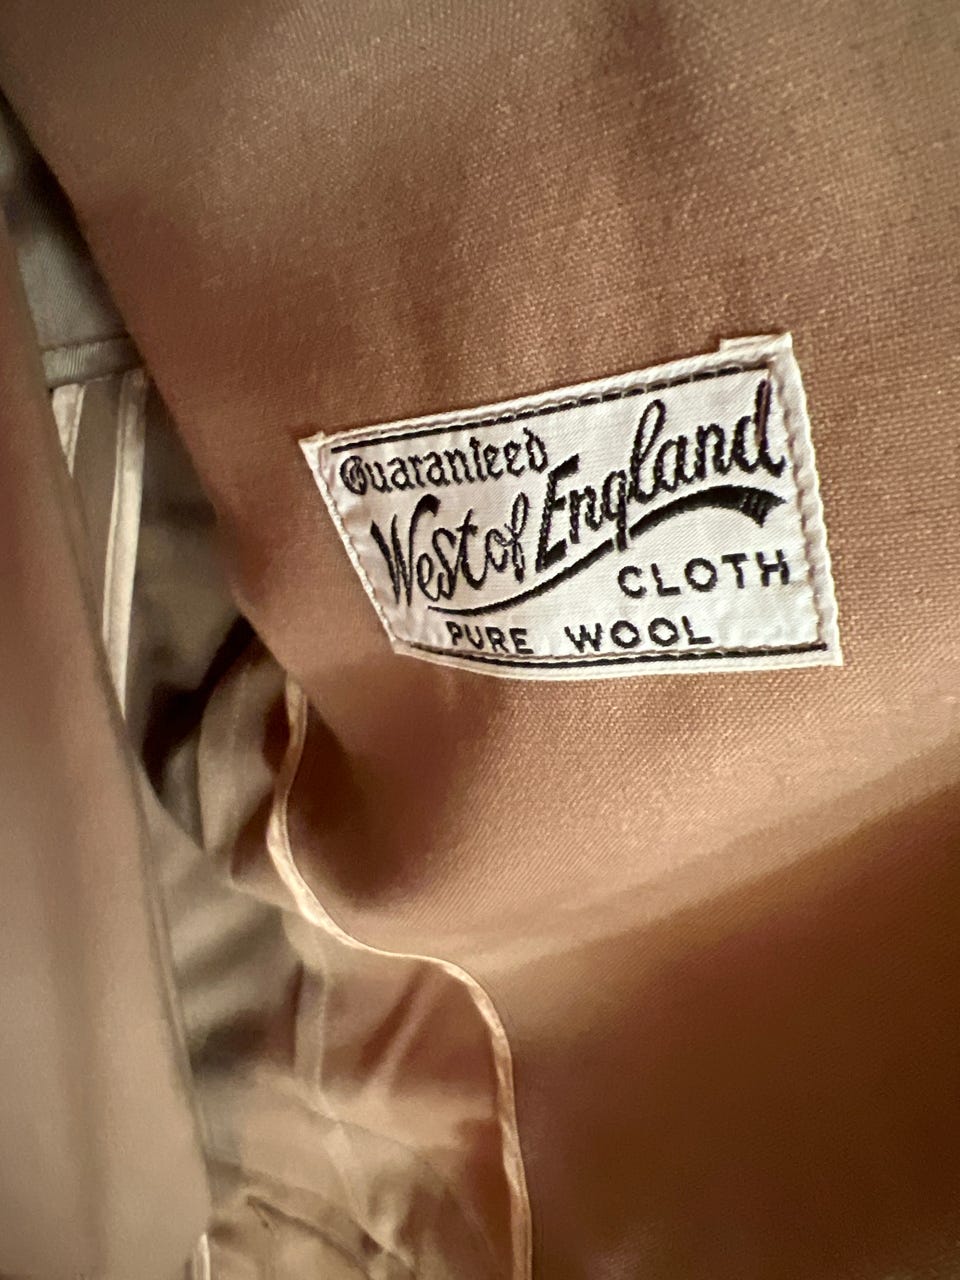 Guaranteed
West of England
CLOTH
PURE WOOL